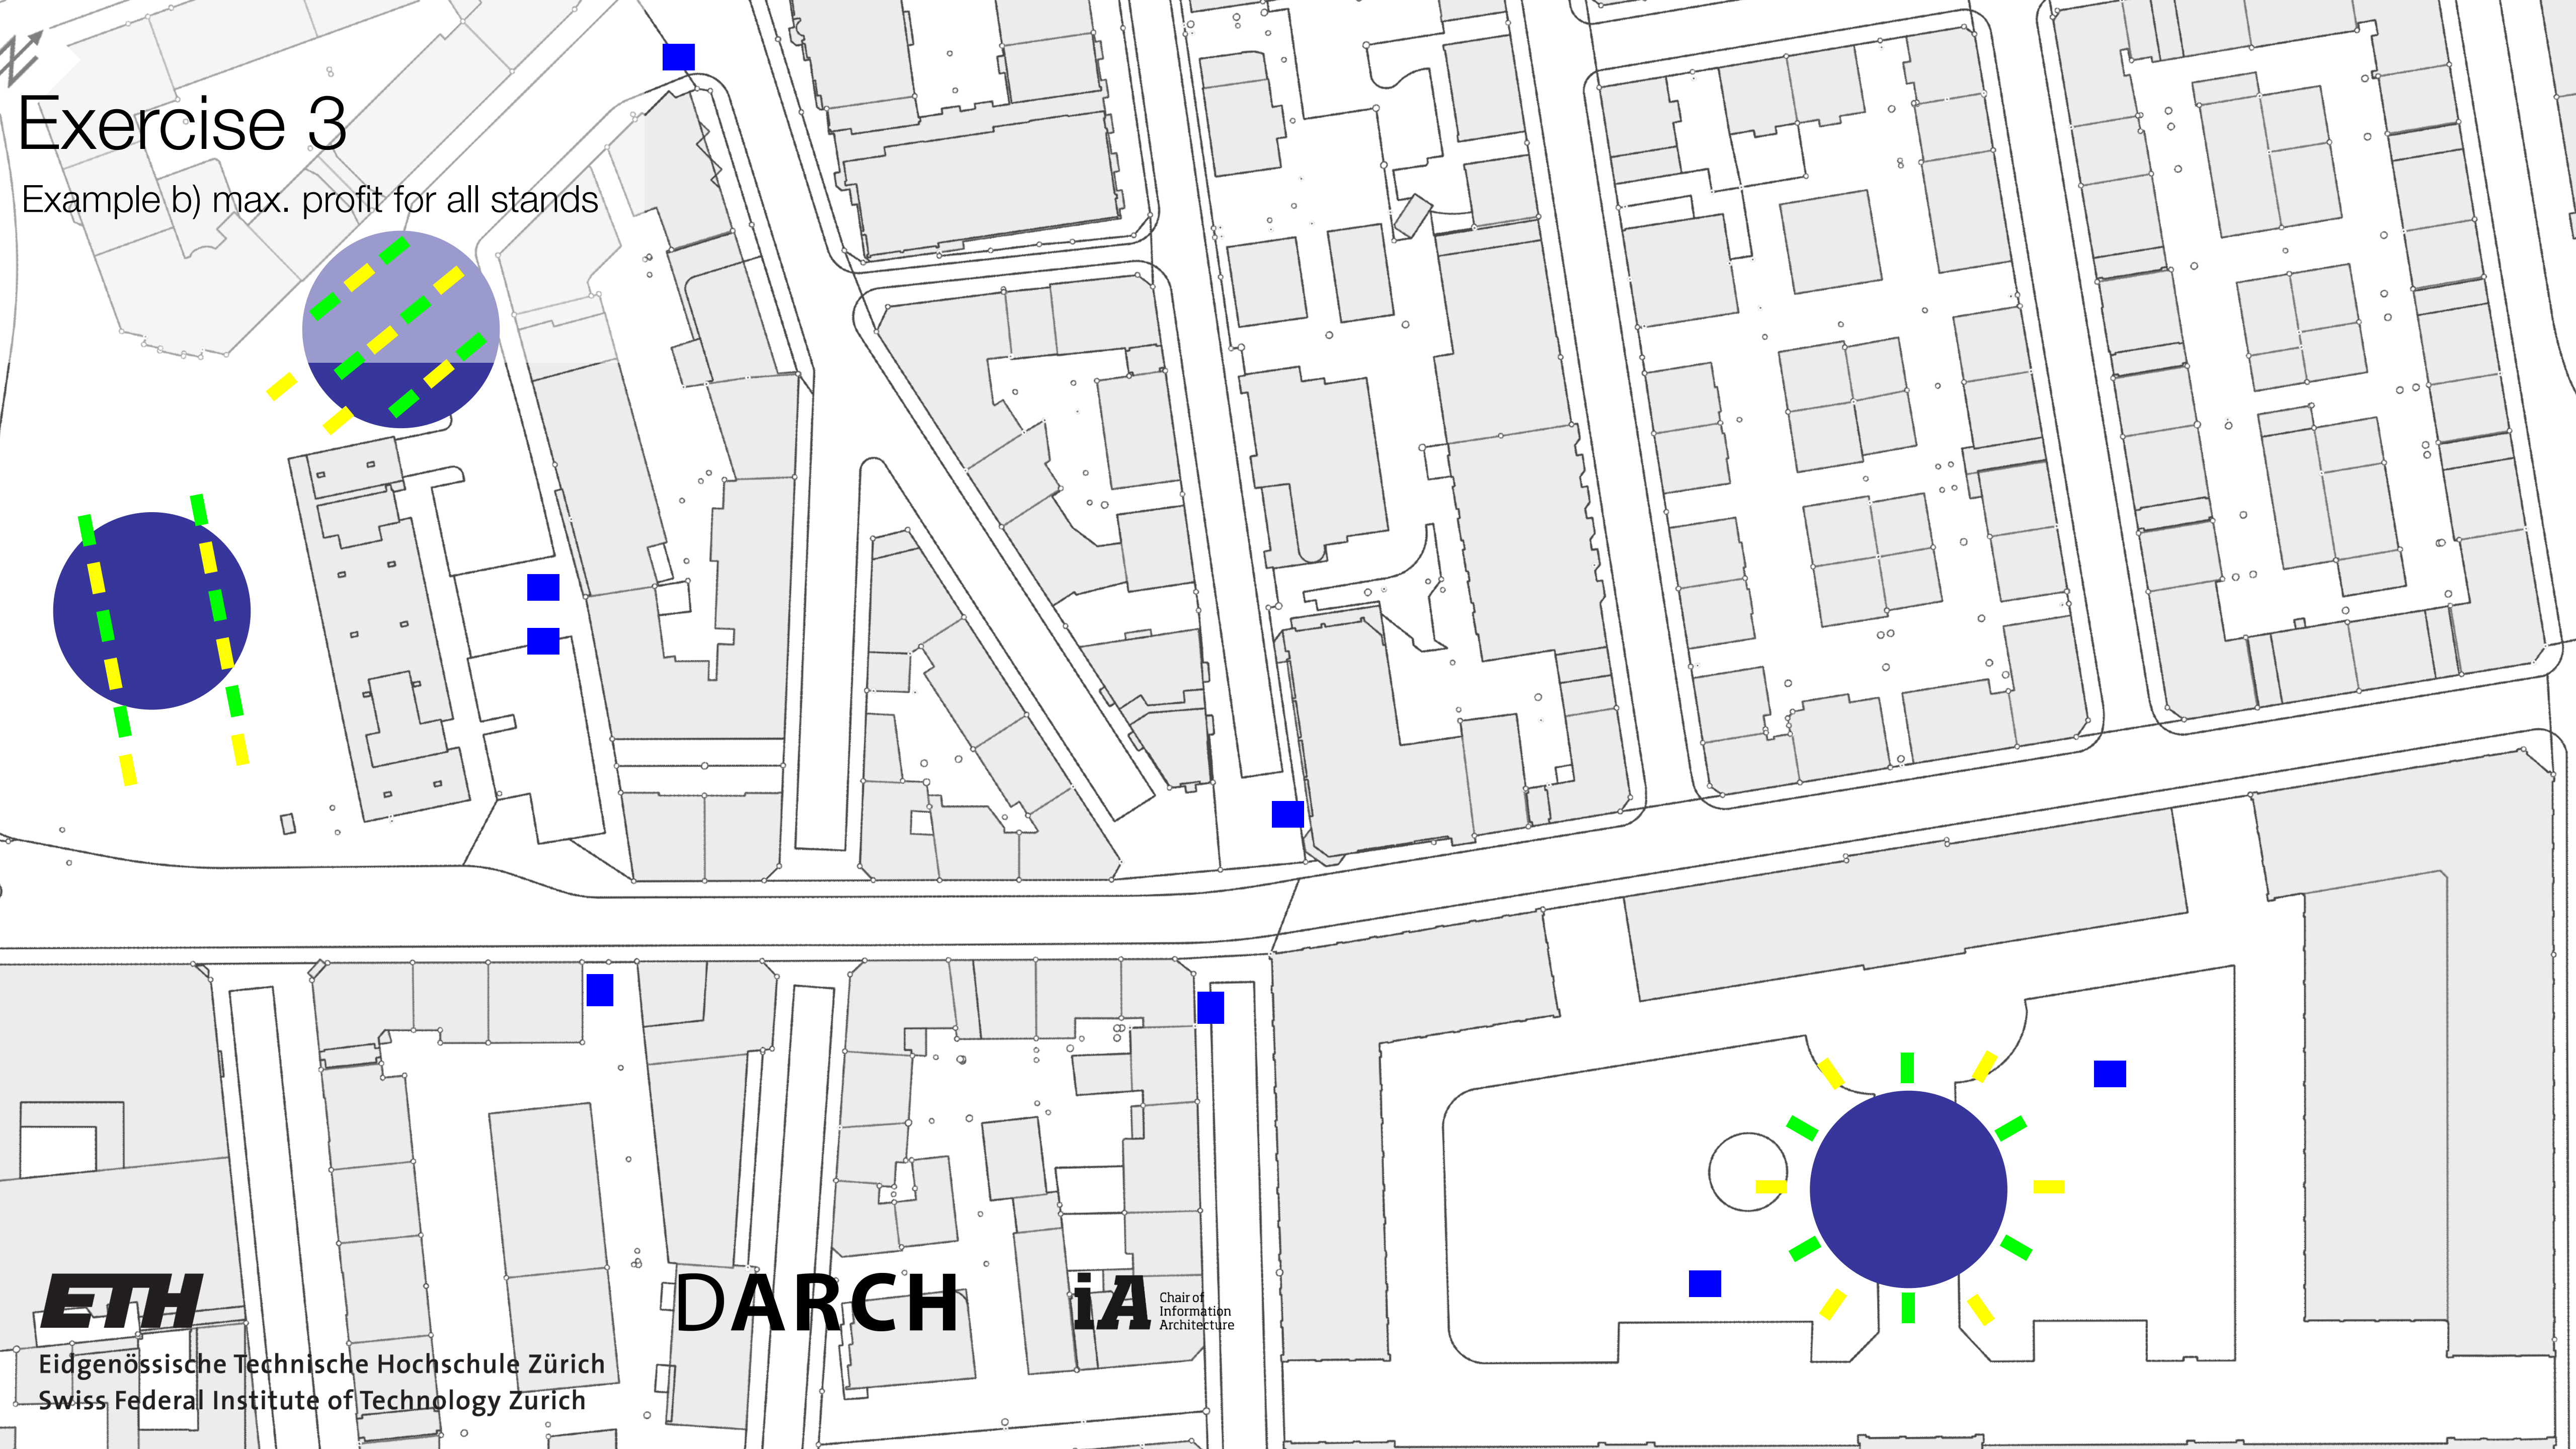 Exercise 3
Example b) max. profit for all stands
ETH
Eidgenössische Technische Hochschule Zürich
Swiss Federal Institute of Technology Zurich
DARCH
iA
Chair of
Information
Architecture